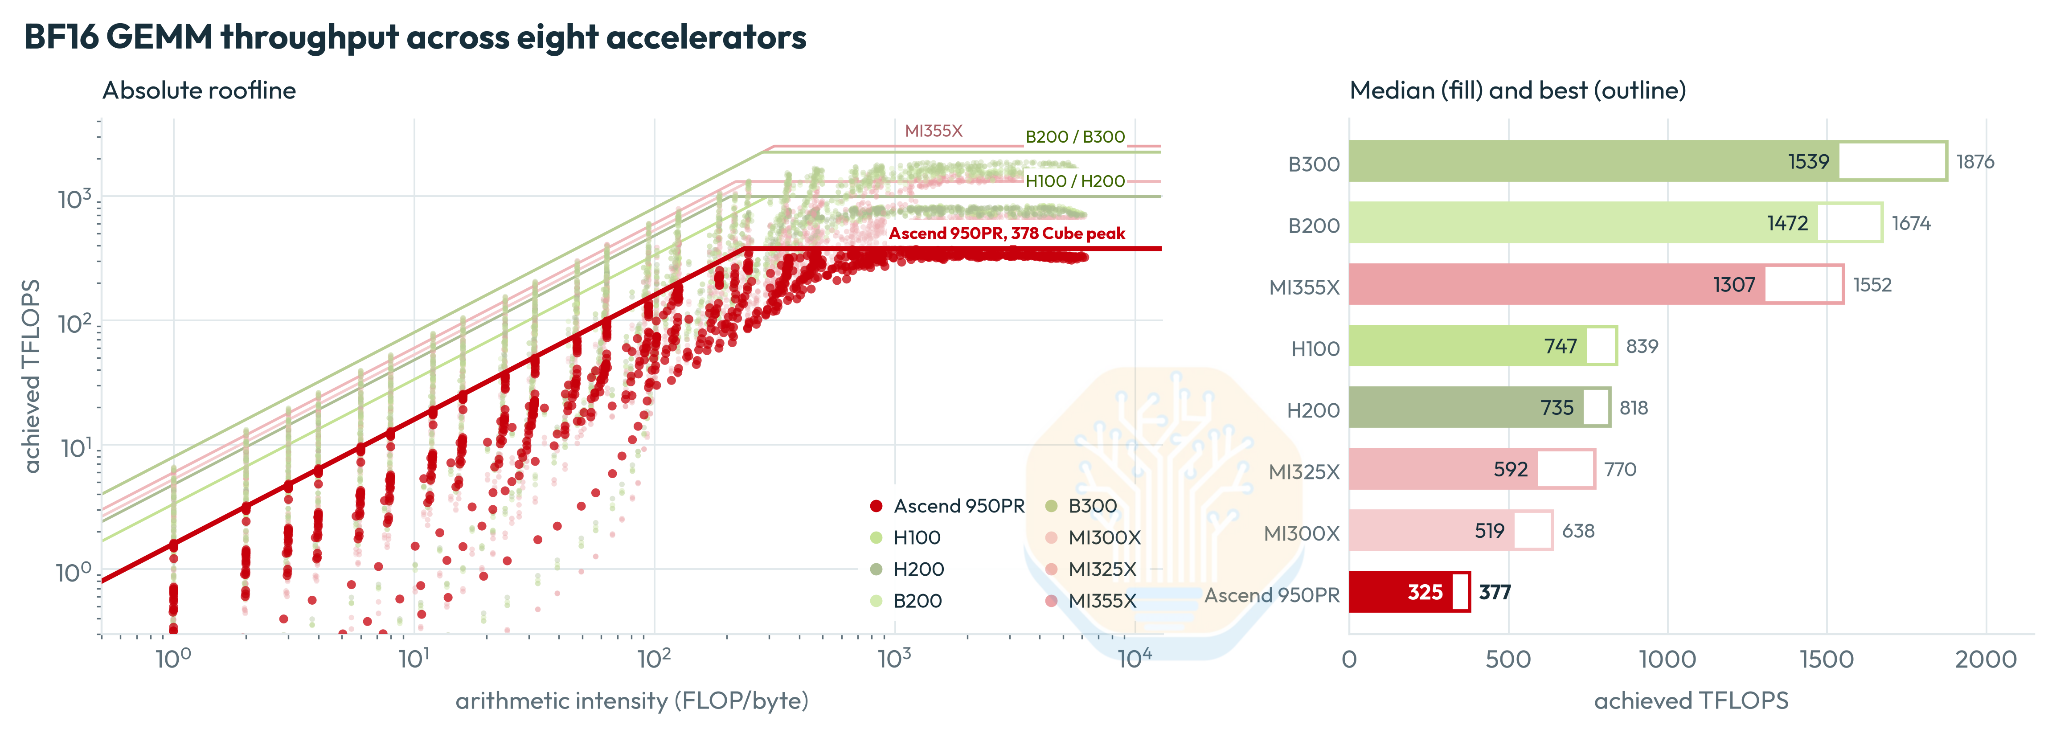 BF16 GEMM throughput across eight accelerators
Absolute roofline
MI355X
B200 / B300
H100 / H200
Ascend 950PR, 378 Cube peak
achieved TFLOPS
10³
10²
10¹
10⁰
Ascend 950PR
H100
H200
B200
B300
MI300X
MI325X
MI355X
10⁰ 10¹ 10² 10³ 10⁴
arithmetic intensity (FLOP/byte)
Median (fill) and best (outline)
B300 1539 1876
B200 1472 1674
MI355X 1307 1552
H100 747 839
H200 735 818
MI325X 592 770
MI300X 519 638
Ascend 950PR 325 377
0 500 1000 1500 2000
achieved TFLOPS